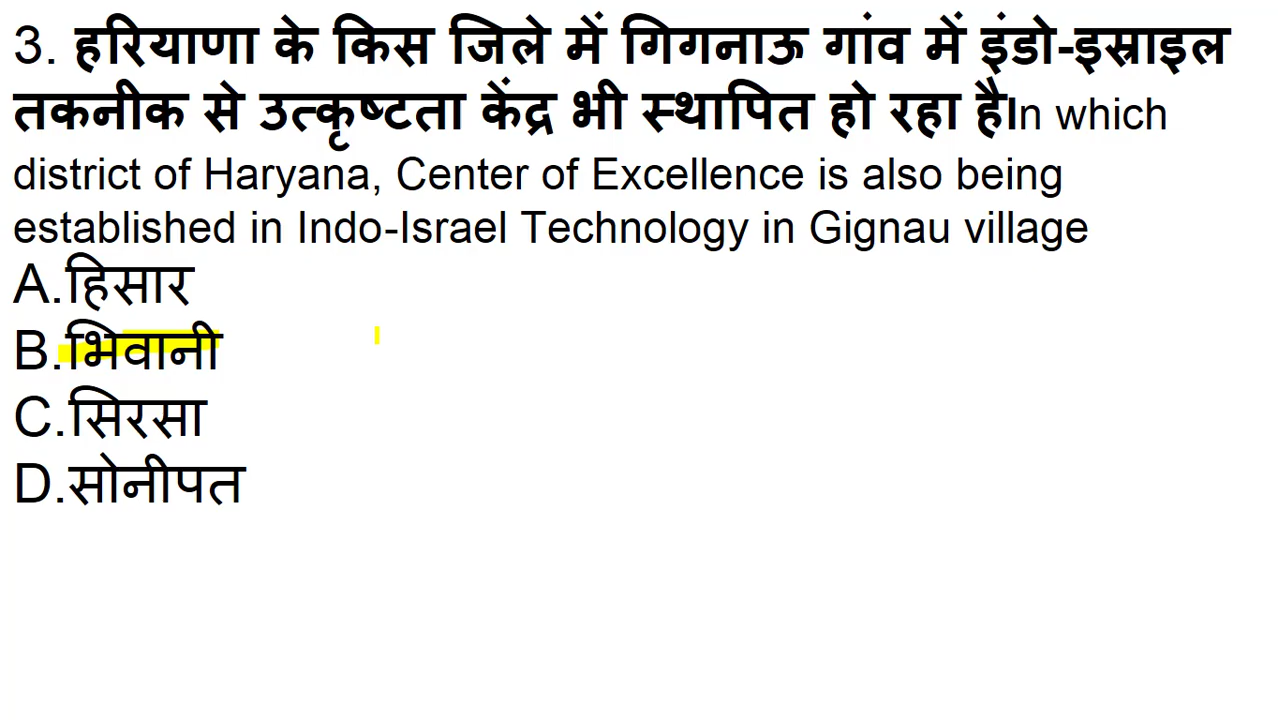 3. हरियाणा के किस जिले में गिगनाऊ गांव में इंडो-इस्राइल
तकनीक से उत्कृष्टता केंद्र भी स्थापित हो रहा है।In which
district of Haryana, Center of Excellence is also being
established in Indo-Israel Technology in Gignau village
A.हिसार
B.भिवानी
C.सिरसा
D.सोनीपत